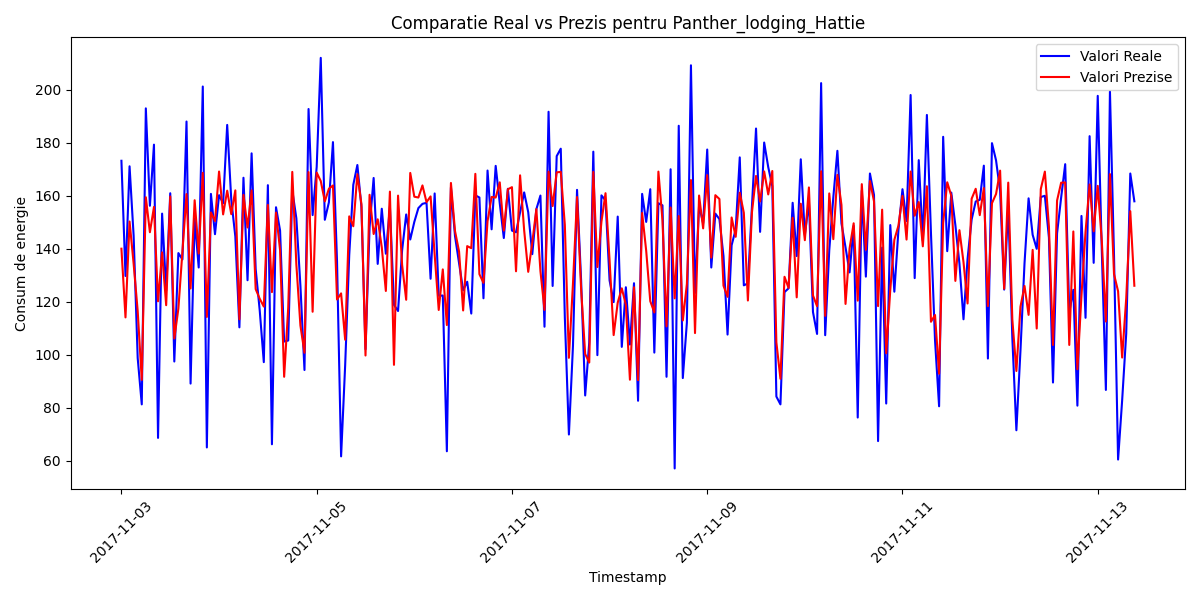 Comparatie Real vs Prezis pentru Panther_lodging_Hattie
Valori Reale
Valori Prezise
Consum de energie
200
180
160
140
120
100
80
60
2017-11-03
2017-11-05
2017-11-07
2017-11-09
2017-11-11
2017-11-13
Timestamp